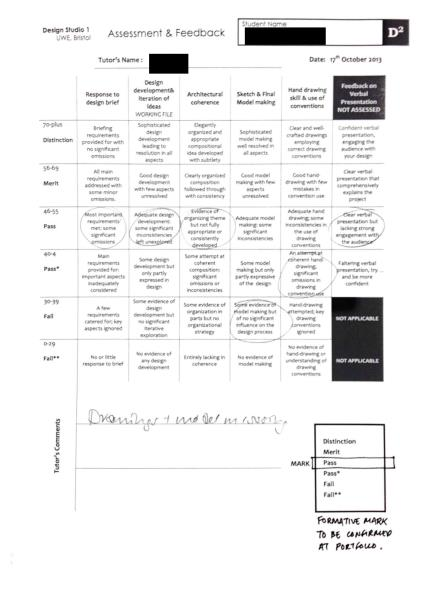 Design Studio 1
UWE, Bristol
Assessment & Feedback
Student Name
D²
Tutor's Name :
Date: 17th October 2013
Response to design brief
Design development& iteration of ideas WORKING FILE
Architectural coherence
Sketch & Final Model making
Hand drawing skill & use of conventions
Feedback on Verbal Presentation NOT ASSESSED
70-plus
Distinction
Briefing requirements provided for with no significant omissions
Sophisticated design development leading to resolution in all aspects
Elegantly organized and appropriate compositional idea developed with subtlety
Sophisticated model making well resolved in all aspects
Clear and well-crafted drawings employing correct drawing conventions
Confident verbal presentation, engaging the audience with your design
56-69
Merit
All main requirements addressed with some minor omissions.
Good design development with few aspects unresolved
Clearly organized composition followed through with consistency
Good model making with few aspects unresolved
Good hand drawing with few mistakes in convention use
Clear verbal presentation that comprehensively explains the project
46-55
Pass
Most important requirements met; some significant omissions
Adequate design development; some significant inconsistencies left unexplored
Evidence of organizing theme but not fully appropriate or consistently developed
Adequate model making; some significant inconsistencies
Adequate hand drawing; some inconsistencies in the use of drawing conventions
Clear verbal presentation but lacking strong engagement with the audience
40-4
Pass*
Main requirements provided for; important aspects inadequately considered
Some design development but only partly expressed in design
Some attempt at coherent composition; significant omissions or inconsistencies
Some model making but only partly expressive of the design
An attempt at coherent hand drawing, significant omissions in drawing convention use
Faltering verbal presentation, try ... and be more confident
30-39
Fail
A few requirements catered for; key aspects ignored
Some evidence of design development but no significant iterative exploration
Some evidence of organization in parts but no organizational strategy
Some evidence of model making but of no significant influence on the design process
Hand-drawing attempted; key drawing conventions ignored
NOT APPLICABLE
0-29
Fail**
No or little response to brief
No evidence of any design development
Entirely lacking in coherence
No evidence of model making
No evidence of hand-drawing or understanding of drawing conventions
NOT APPLICABLE
Tutor's Comments
Drawings + model missing
MARK
Distinction
Merit
Pass
Pass*
Fail
Fail**
FORMATIVE MARK
TO BE CONFIRMED
AT PORTFOLIO.